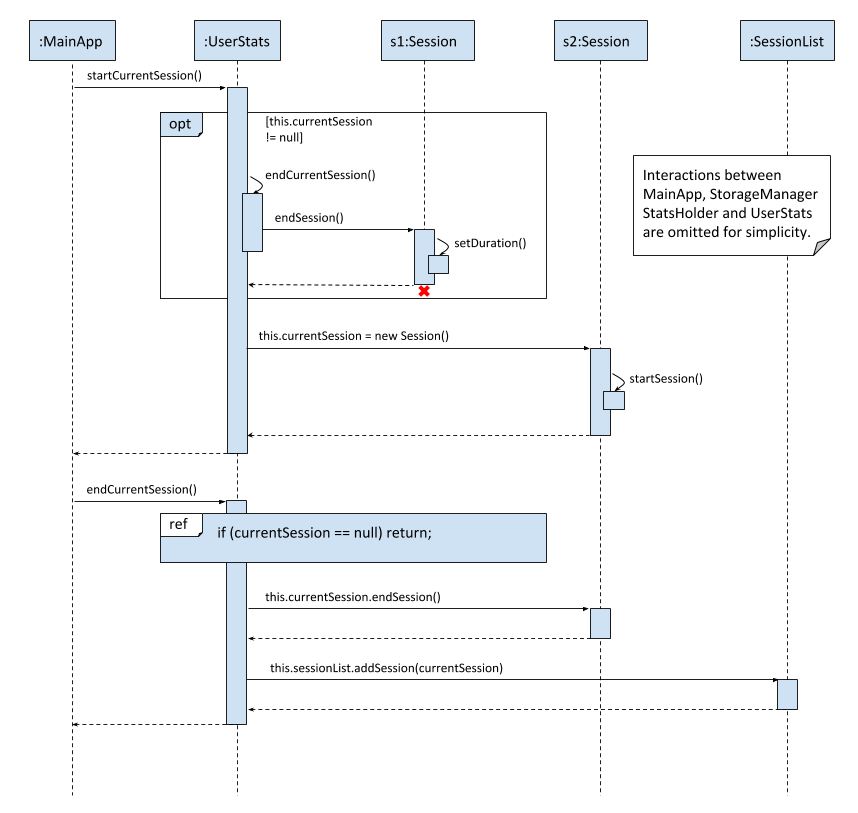 :MainApp
:UserStats
s1:Session
s2:Session
:SessionList
startCurrentSession()
opt
[this.currentSession
!= null]
endCurrentSession()
endSession()
setDuration()
Interactions between
MainApp, StorageManager
StatsHolder and UserStats
are omitted for simplicity.
this.currentSession = new Session()
startSession()
endCurrentSession()
ref
if (currentSession == null) return;
this.currentSession.endSession()
this.sessionList.addSession(currentSession)